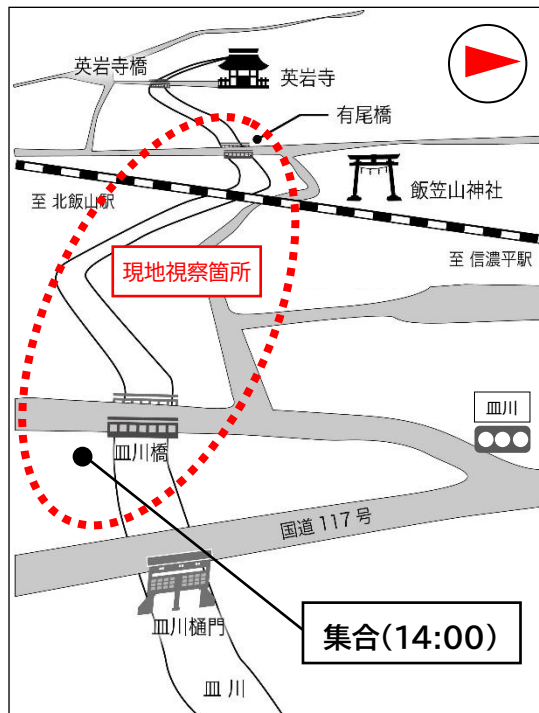 英岩寺橋
英岩寺
有尾橋
至 北飯山駅
飯笠山神社
至 信濃平駅
現地視察箇所
皿川
皿川橋
国道 117 号
皿川樋門
集合(14:00)
皿 川